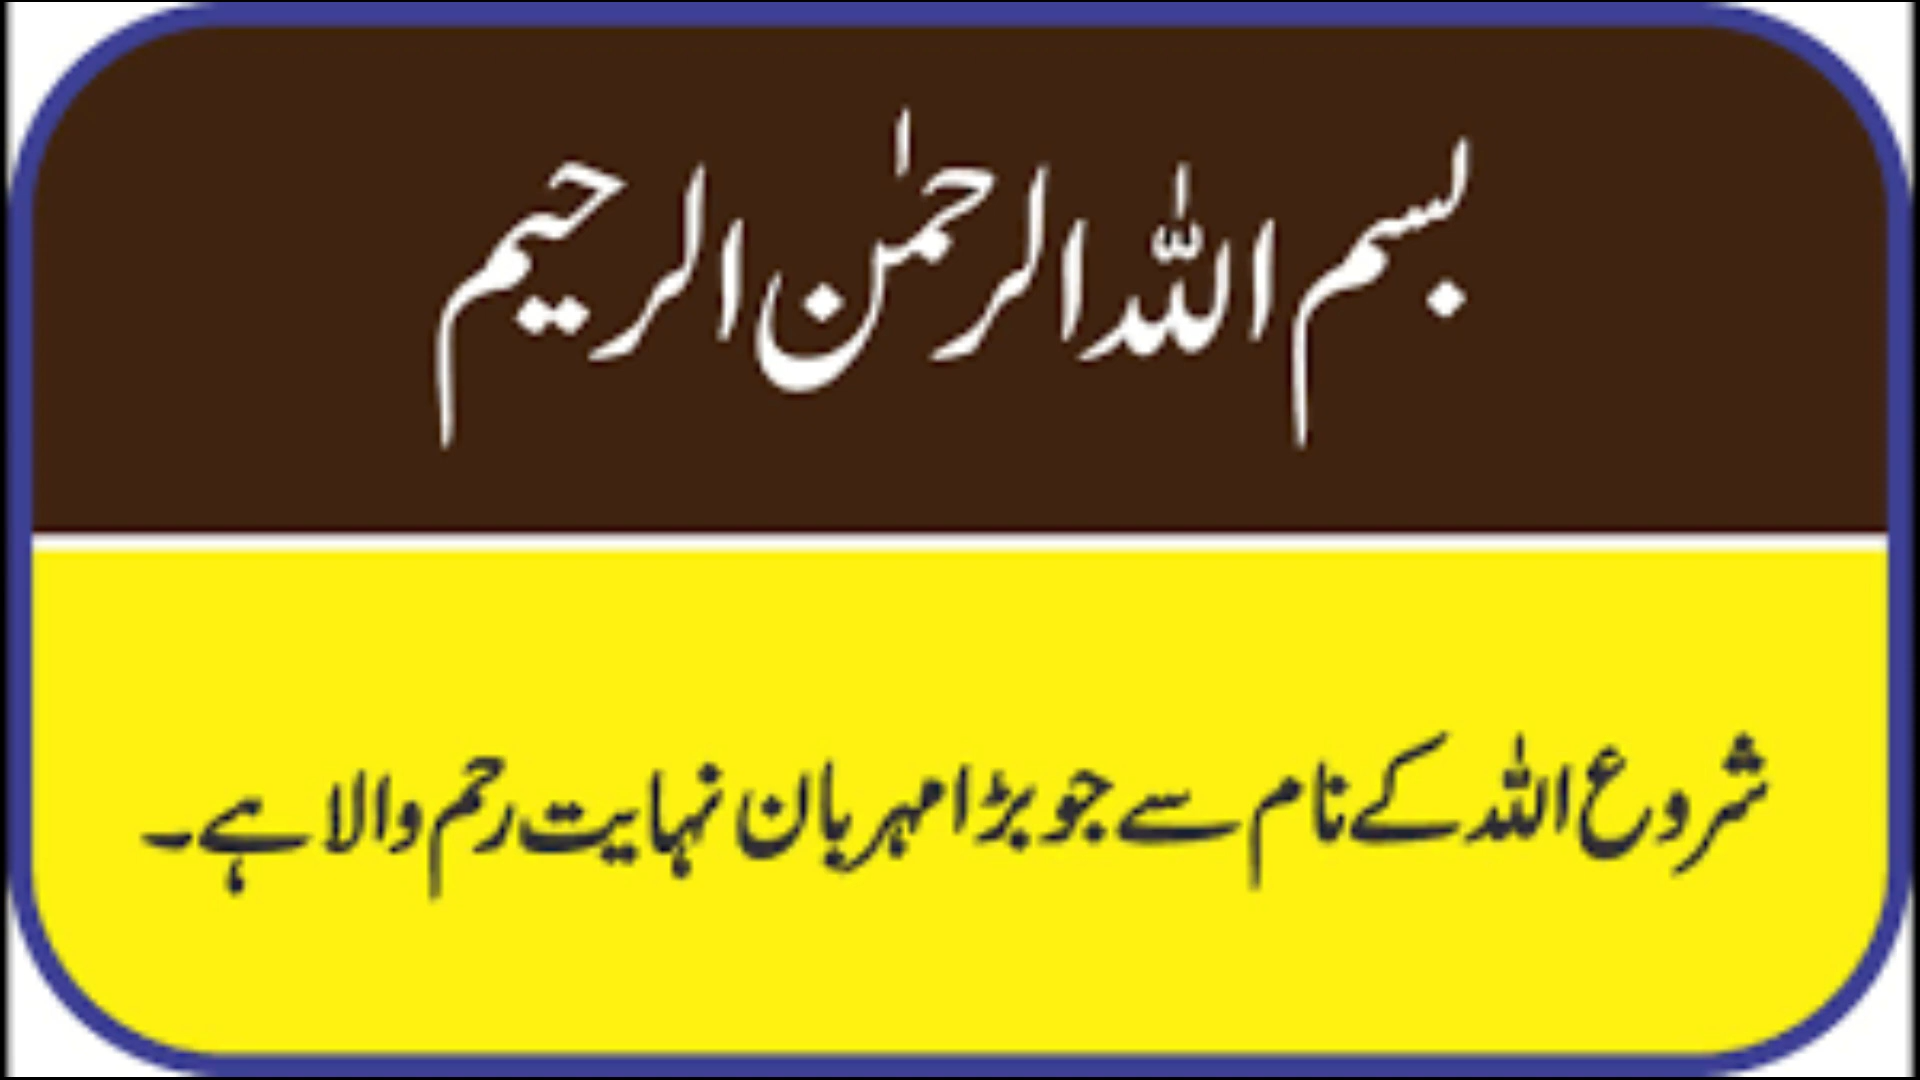 بسم اللہ الرحمٰن الرحیم
شروع اللہ کے نام سے جو بڑا مہربان نہایت رحم والا ہے۔